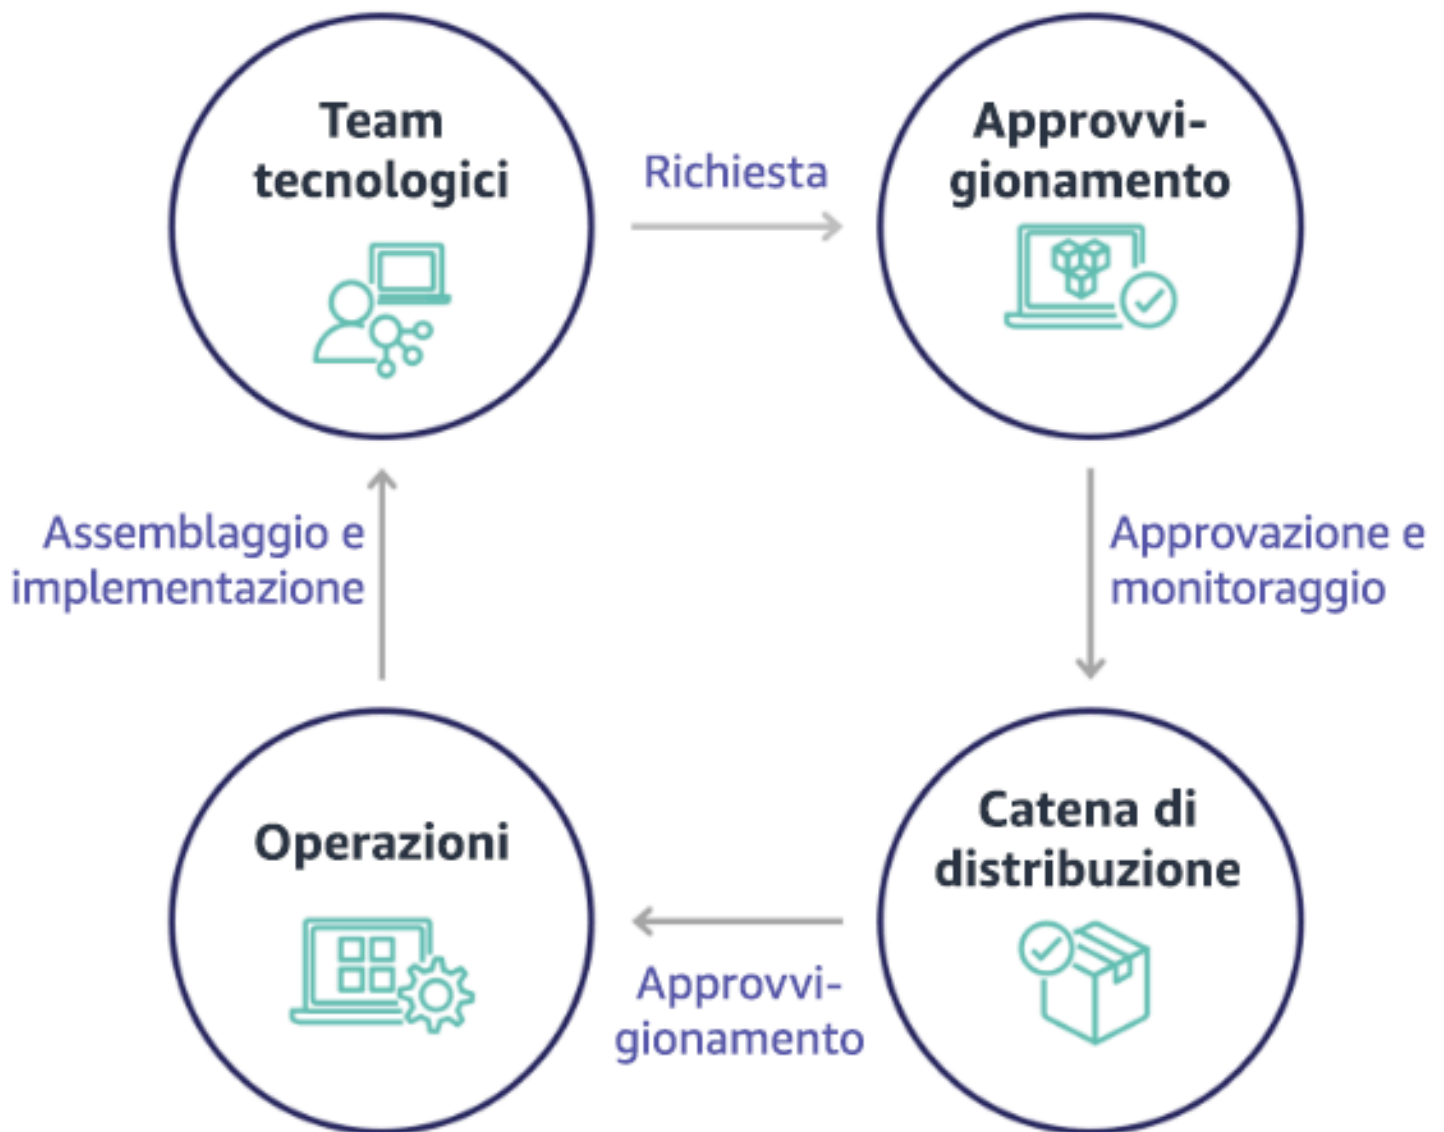 Team
tecnologici
Richiesta
Approvvi-
gionamento
Assemblaggio e
implementazione
Approvazione e
monitoraggio
Operazioni
Approvvi-
gionamento
Catena di
distribuzione